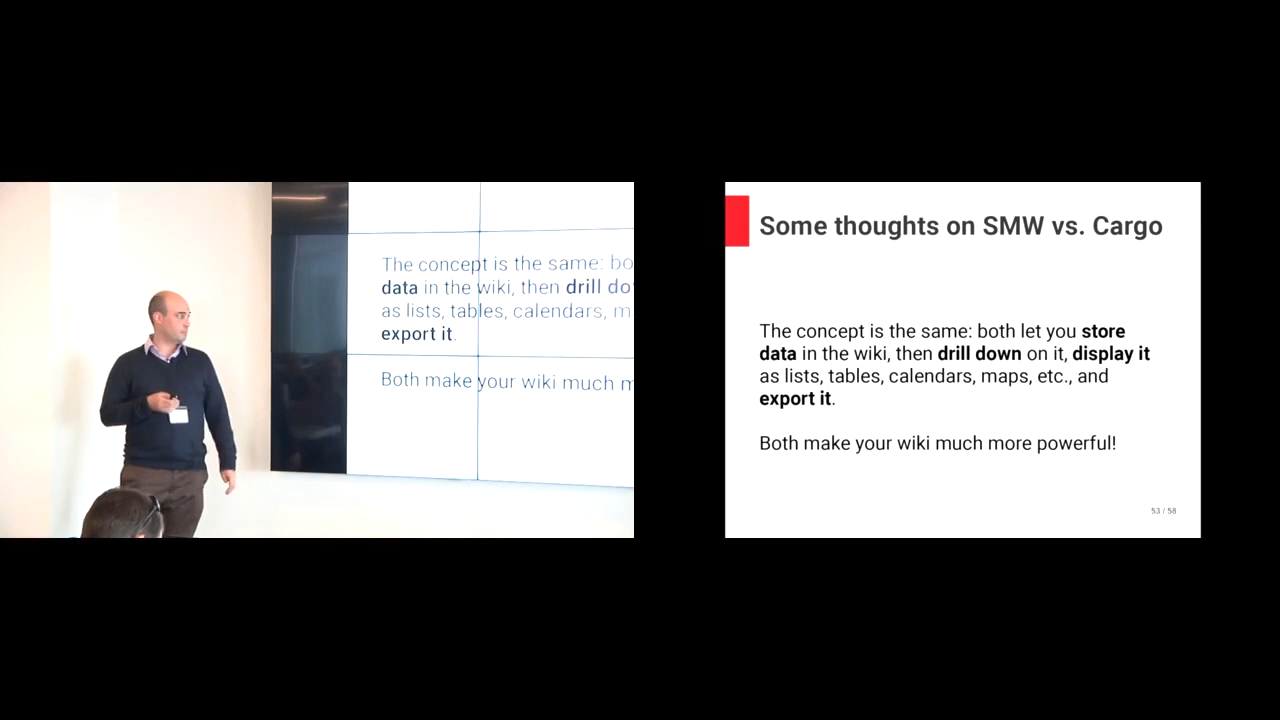 The concept is the same: bo
data in the wiki, then drill do
as lists, tables, calendars, m
export it.
Both make your wiki much m
Some thoughts on SMW vs. Cargo
The concept is the same: both let you store
data in the wiki, then drill down on it, display it
as lists, tables, calendars, maps, etc., and
export it.
Both make your wiki much more powerful!
53 / 58